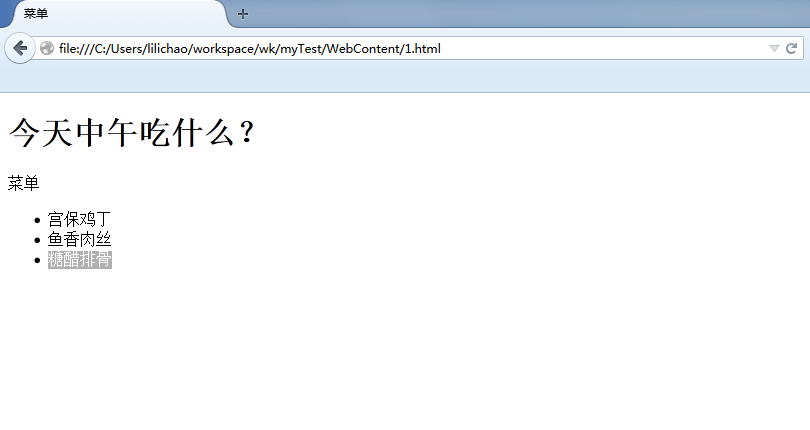 菜单
file:///C:/Users/lilichao/workspace/wk/myTest/WebContent/1.html
今天中午吃什么？
菜单
宫保鸡丁
鱼香肉丝
糖醋排骨